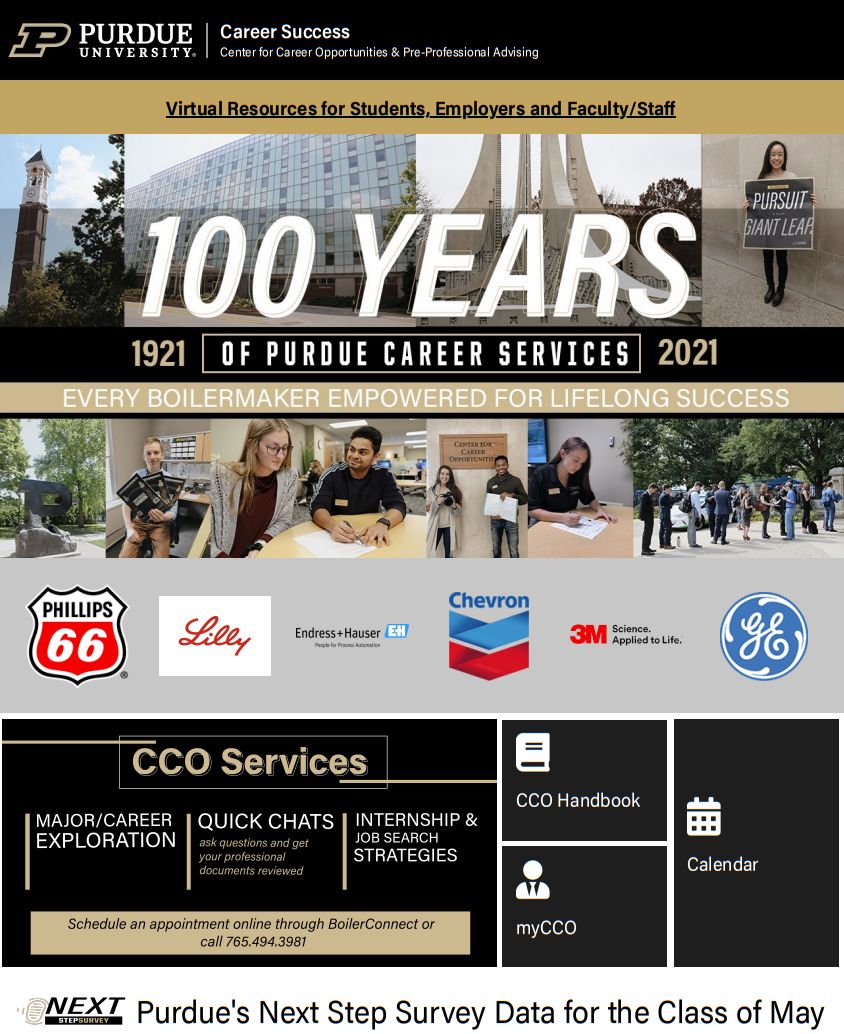 PURDUE
UNIVERSITY®
Career Success
Center for Career Opportunities & Pre-Professional Advising
Virtual Resources for Students, Employers and Faculty/Staff
PURSUIT
GIANT LEAP
100 YEARS
1921 OF PURDUE CAREER SERVICES 2021
EVERY BOILERMAKER EMPOWERED FOR LIFELONG SUCCESS
CENTER FOR
CAREER
OPPORTUNITIES
PHILLIPS
66®
Lilly
Endress+Hauser EH
People for Process Automation
Chevron
3M Science.
Applied to Life.
GE
CCO Services
MAJOR/CAREER
EXPLORATION
QUICK CHATS
ask questions and get
your professional
documents reviewed
INTERNSHIP &
JOB SEARCH
STRATEGIES
Schedule an appointment online through BoilerConnect or
call 765.494.3981
CCO Handbook
myCCO
Calendar
NEXT
STEPSURVEY
Purdue's Next Step Survey Data for the Class of May